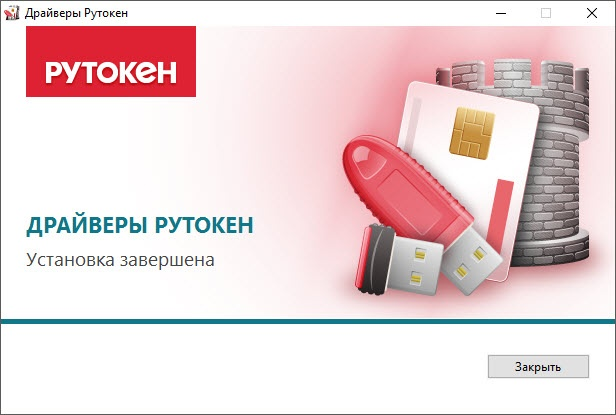 Драйверы Рутокен
РУТОКЕН
ДРАЙВЕРЫ РУТОКЕН
Установка завершена
Закрыть